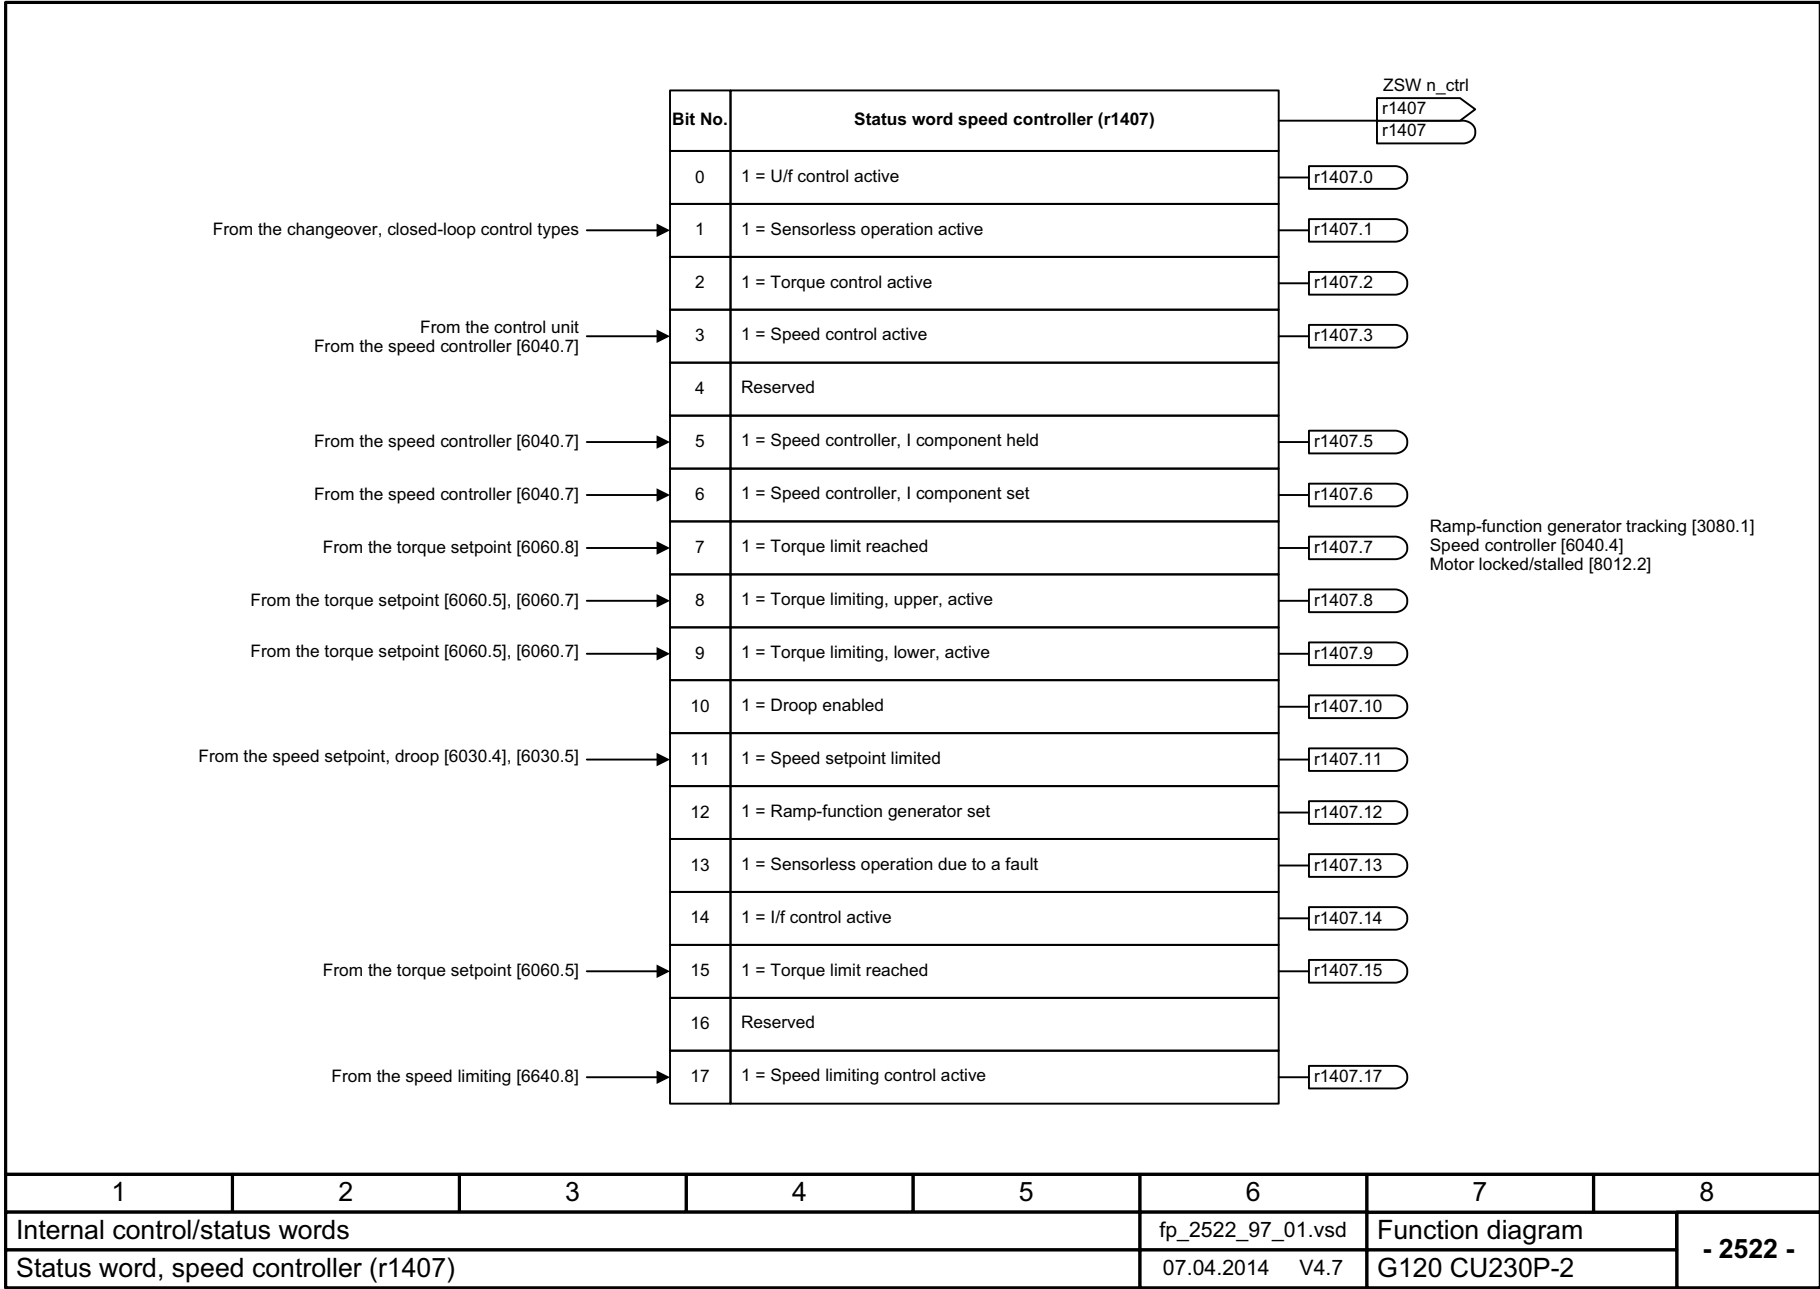 ZSW n_ctrl
r1407
r1407
Bit No. Status word speed controller (r1407)
0 1 = U/f control active r1407.0
From the changeover, closed-loop control types 1 1 = Sensorless operation active r1407.1
2 1 = Torque control active r1407.2
From the control unit
From the speed controller [6040.7] 3 1 = Speed control active r1407.3
4 Reserved
From the speed controller [6040.7] 5 1 = Speed controller, I component held r1407.5
From the speed controller [6040.7] 6 1 = Speed controller, I component set r1407.6
From the torque setpoint [6060.8] 7 1 = Torque limit reached r1407.7
Ramp-function generator tracking [3080.1]
Speed controller [6040.4]
Motor locked/stalled [8012.2]
From the torque setpoint [6060.5], [6060.7] 8 1 = Torque limiting, upper, active r1407.8
From the torque setpoint [6060.5], [6060.7] 9 1 = Torque limiting, lower, active r1407.9
10 1 = Droop enabled r1407.10
From the speed setpoint, droop [6030.4], [6030.5] 11 1 = Speed setpoint limited r1407.11
12 1 = Ramp-function generator set r1407.12
13 1 = Sensorless operation due to a fault r1407.13
14 1 = I/f control active r1407.14
From the torque setpoint [6060.5] 15 1 = Torque limit reached r1407.15
16 Reserved
From the speed limiting [6640.8] 17 1 = Speed limiting control active r1407.17
1 2 3 4 5 6 7 8
Internal control/status words fp_2522_97_01.vsd Function diagram
- 2522 -
Status word, speed controller (r1407) 07.04.2014 V4.7 G120 CU230P-2